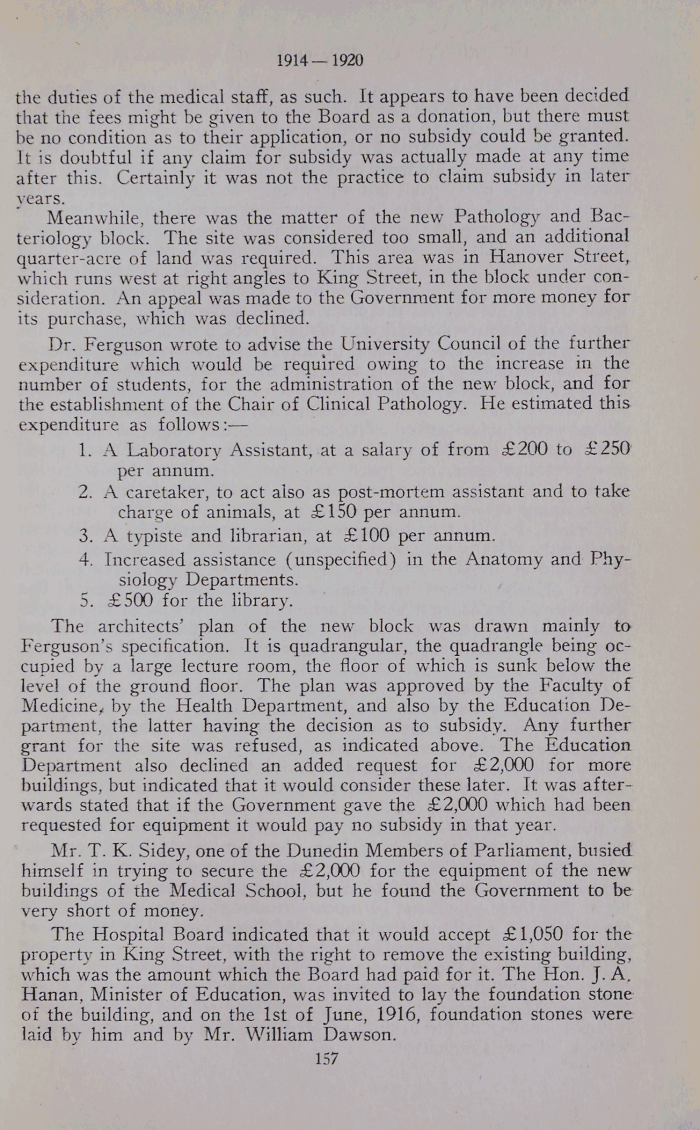 1914 — 1920
the duties of the medical staff, as such. It appears to have been decided
that the fees might be given to the Board as a donation, but there must
be no condition as to their application, or no subsidy could be granted.
It is doubtful if any claim for subsidy was actually made at any time
after this. Certainly it was not the practice to claim subsidy in later
years.
Meanwhile, there was the matter of the new Pathology and Bac-
teriology block. The site was considered too small, and an additional
quarter-acre of land was required. This area was in Hanover Street,
which runs west at right angles to King Street, in the block under con-
sideration. An appeal was made to the Government for more money for
its purchase, which was declined.
Dr. Ferguson wrote to advise the University Council of the further
expenditure which would be required owing to the increase in the
number of students, for the administration of the new block, and for
the establishment of the Chair of Clinical Pathology. He estimated this
expenditure as follows:—
1. A Laboratory Assistant, at a salary of from £200 to £250
per annum.
2. A caretaker, to act also as post-mortem assistant and to take
charge of animals, at £150 per annum.
3. A typiste and librarian, at £100 per annum.
4. Increased assistance (unspecified) in the Anatomy and Phy-
siology Departments.
5. £500 for the library.
The architects' plan of the new block was drawn mainly to
Ferguson's specification. It is quadrangular, the quadrangle being oc-
cupied by a large lecture room, the floor of which is sunk below the
level of the ground floor. The plan was approved by the Faculty of
Medicine, by the Health Department, and also by the Education De-
partment, the latter having the decision as to subsidy. Any further
grant for the site was refused, as indicated above. The Education
Department also declined an added request for £2,000 for more
buildings, but indicated that it would consider these later. It was after-
wards stated that if the Government gave the £2,000 which had been
requested for equipment it would pay no subsidy in that year.
Mr. T. K. Sidey, one of the Dunedin Members of Parliament, busied
himself in trying to secure the £2,000 for the equipment of the new
buildings of the Medical School, but he found the Government to be
very short of money.
The Hospital Board indicated that it would accept £1,050 for the
property in King Street, with the right to remove the existing building,
which was the amount which the Board had paid for it. The Hon. J. A.
Hanan, Minister of Education, was invited to lay the foundation stone
of the building, and on the 1st of June, 1916, foundation stones were
laid by him and by Mr. William Dawson.
157